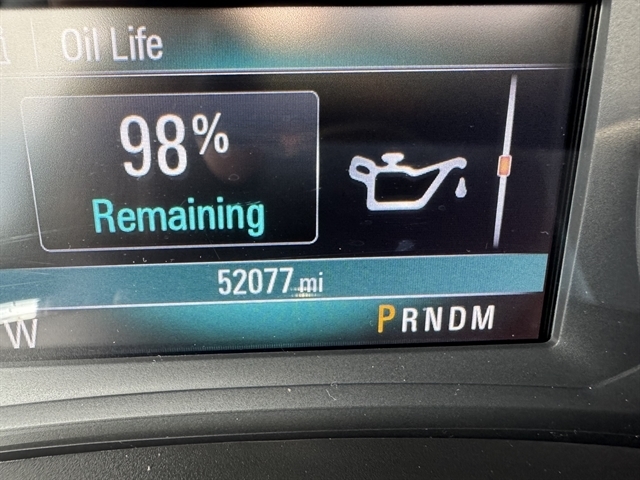 Oil Life
98%
Remaining
52077 mi
W
PRNDM